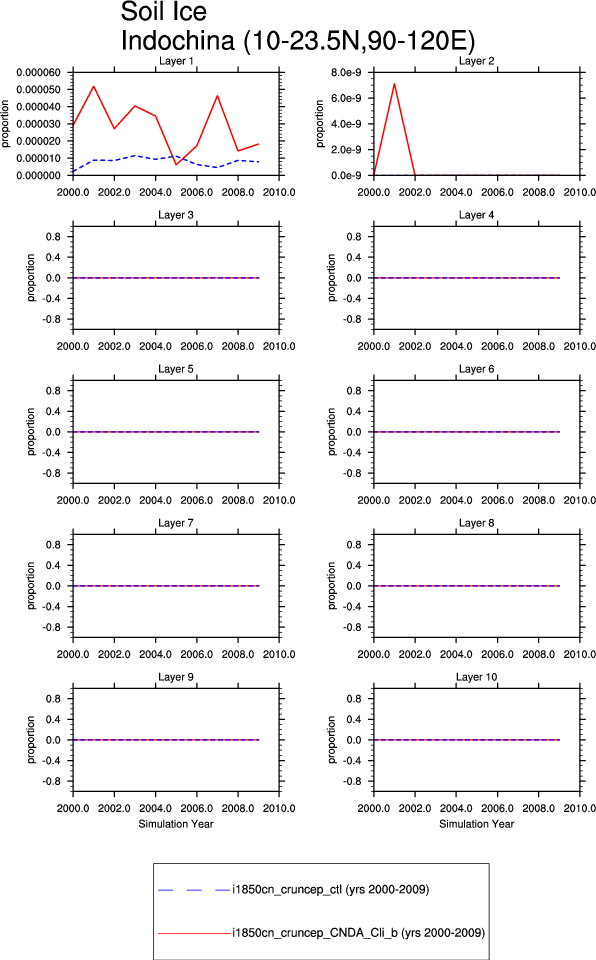 Soil Ice
Indochina (10-23.5N,90-120E)
Layer 1
Layer 2
proportion
0.000060
0.000050
0.000040
0.000030
0.000020
0.000010
0.000000
2000.0 2002.0 2004.0 2006.0 2008.0 2010.0
proportion
8.0e-9
6.0e-9
4.0e-9
2.0e-9
0.0e-9
2000.0 2002.0 2004.0 2006.0 2008.0 2010.0
Layer 3
Layer 4
proportion
0.8
0.4
0.0
-0.4
-0.8
2000.0 2002.0 2004.0 2006.0 2008.0 2010.0
proportion
0.8
0.4
0.0
-0.4
-0.8
2000.0 2002.0 2004.0 2006.0 2008.0 2010.0
Layer 5
Layer 6
proportion
0.8
0.4
0.0
-0.4
-0.8
2000.0 2002.0 2004.0 2006.0 2008.0 2010.0
proportion
0.8
0.4
0.0
-0.4
-0.8
2000.0 2002.0 2004.0 2006.0 2008.0 2010.0
Layer 7
Layer 8
proportion
0.8
0.4
0.0
-0.4
-0.8
2000.0 2002.0 2004.0 2006.0 2008.0 2010.0
proportion
0.8
0.4
0.0
-0.4
-0.8
2000.0 2002.0 2004.0 2006.0 2008.0 2010.0
Layer 9
Layer 10
proportion
0.8
0.4
0.0
-0.4
-0.8
2000.0 2002.0 2004.0 2006.0 2008.0 2010.0
Simulation Year
proportion
0.8
0.4
0.0
-0.4
-0.8
2000.0 2002.0 2004.0 2006.0 2008.0 2010.0
Simulation Year
i1850cn_cruncep_ctl (yrs 2000-2009)
i1850cn_cruncep_CNDA_Cli_b (yrs 2000-2009)